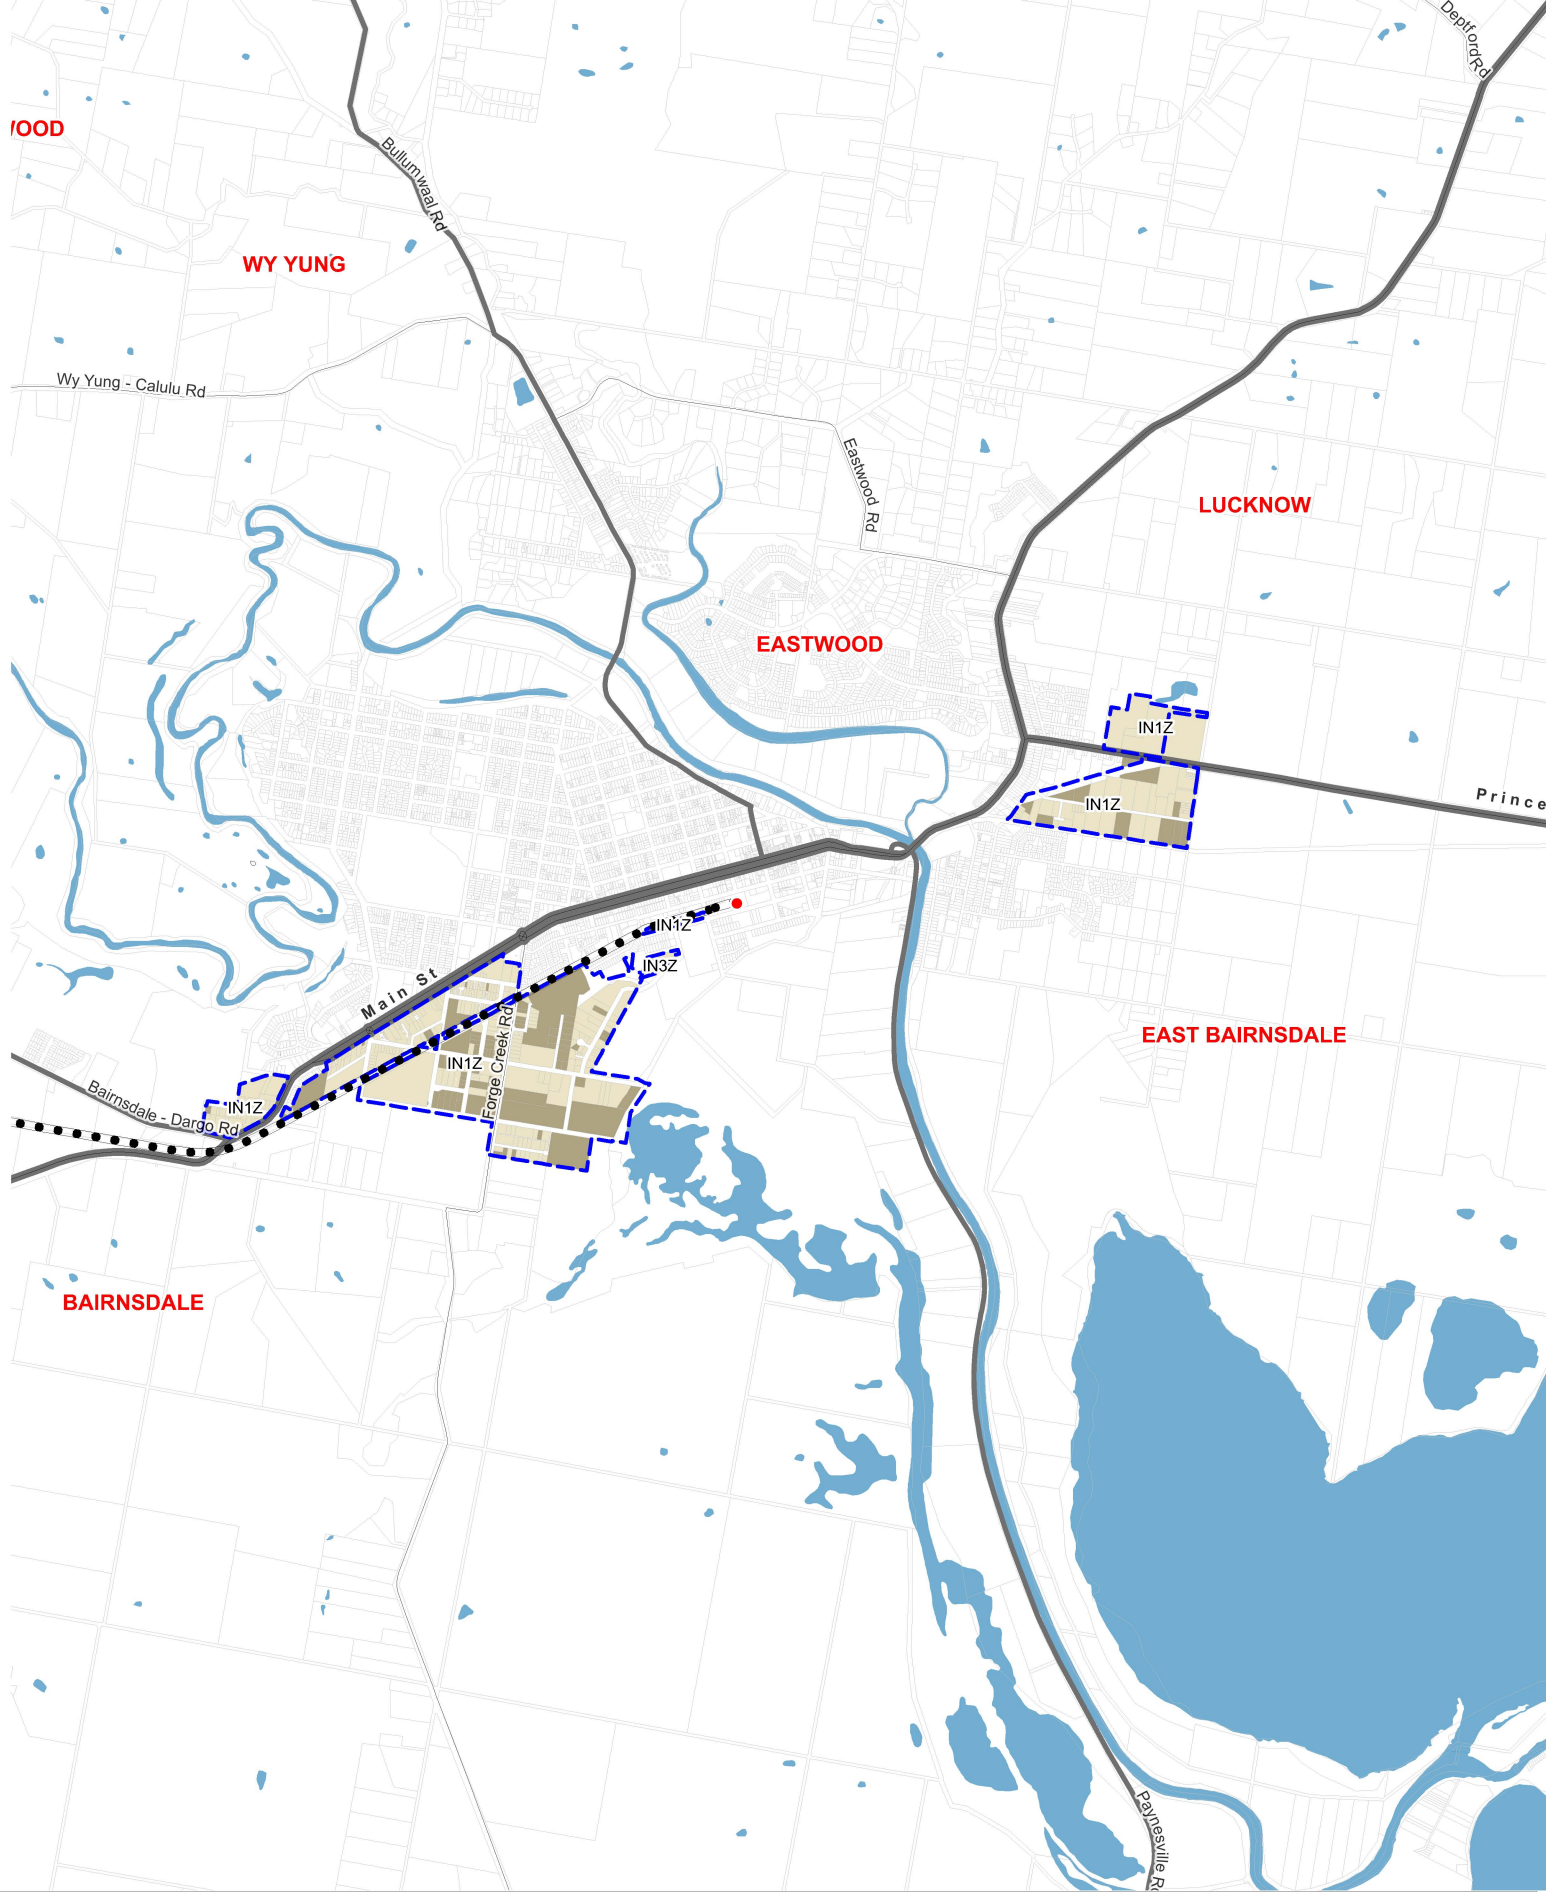 Deptford Rd
WOOD
Bullumwaal Rd
WY YUNG
Wy Yung - Calulu Rd
Eastwood Rd
LUCKNOW
EASTWOOD
IN1Z
IN1Z
Prince
IN1Z
IN3Z
Main St
Forge Creek Rd
IN1Z
EAST BAIRNSDALE
Bairnsdale - Dargo Rd
IN1Z
BAIRNSDALE
Paynesville Rd